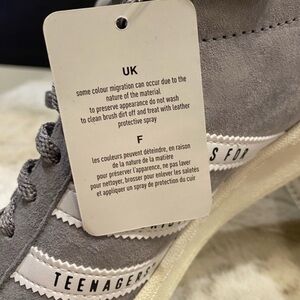 UK
some colour migration can occur due to the
nature of the material
to preserve appearance do not wash
to clean brush dirt off and treat with leather
protective spray
F
les couleurs peuvent déteindre, en raison
de la nature de la matière
pour préserver l'apparence, ne pas laver
pour nettoyer, brosser pour enlever les saletés
et appliquer un spray de protection du cuir
S FOR
TEENAGERS